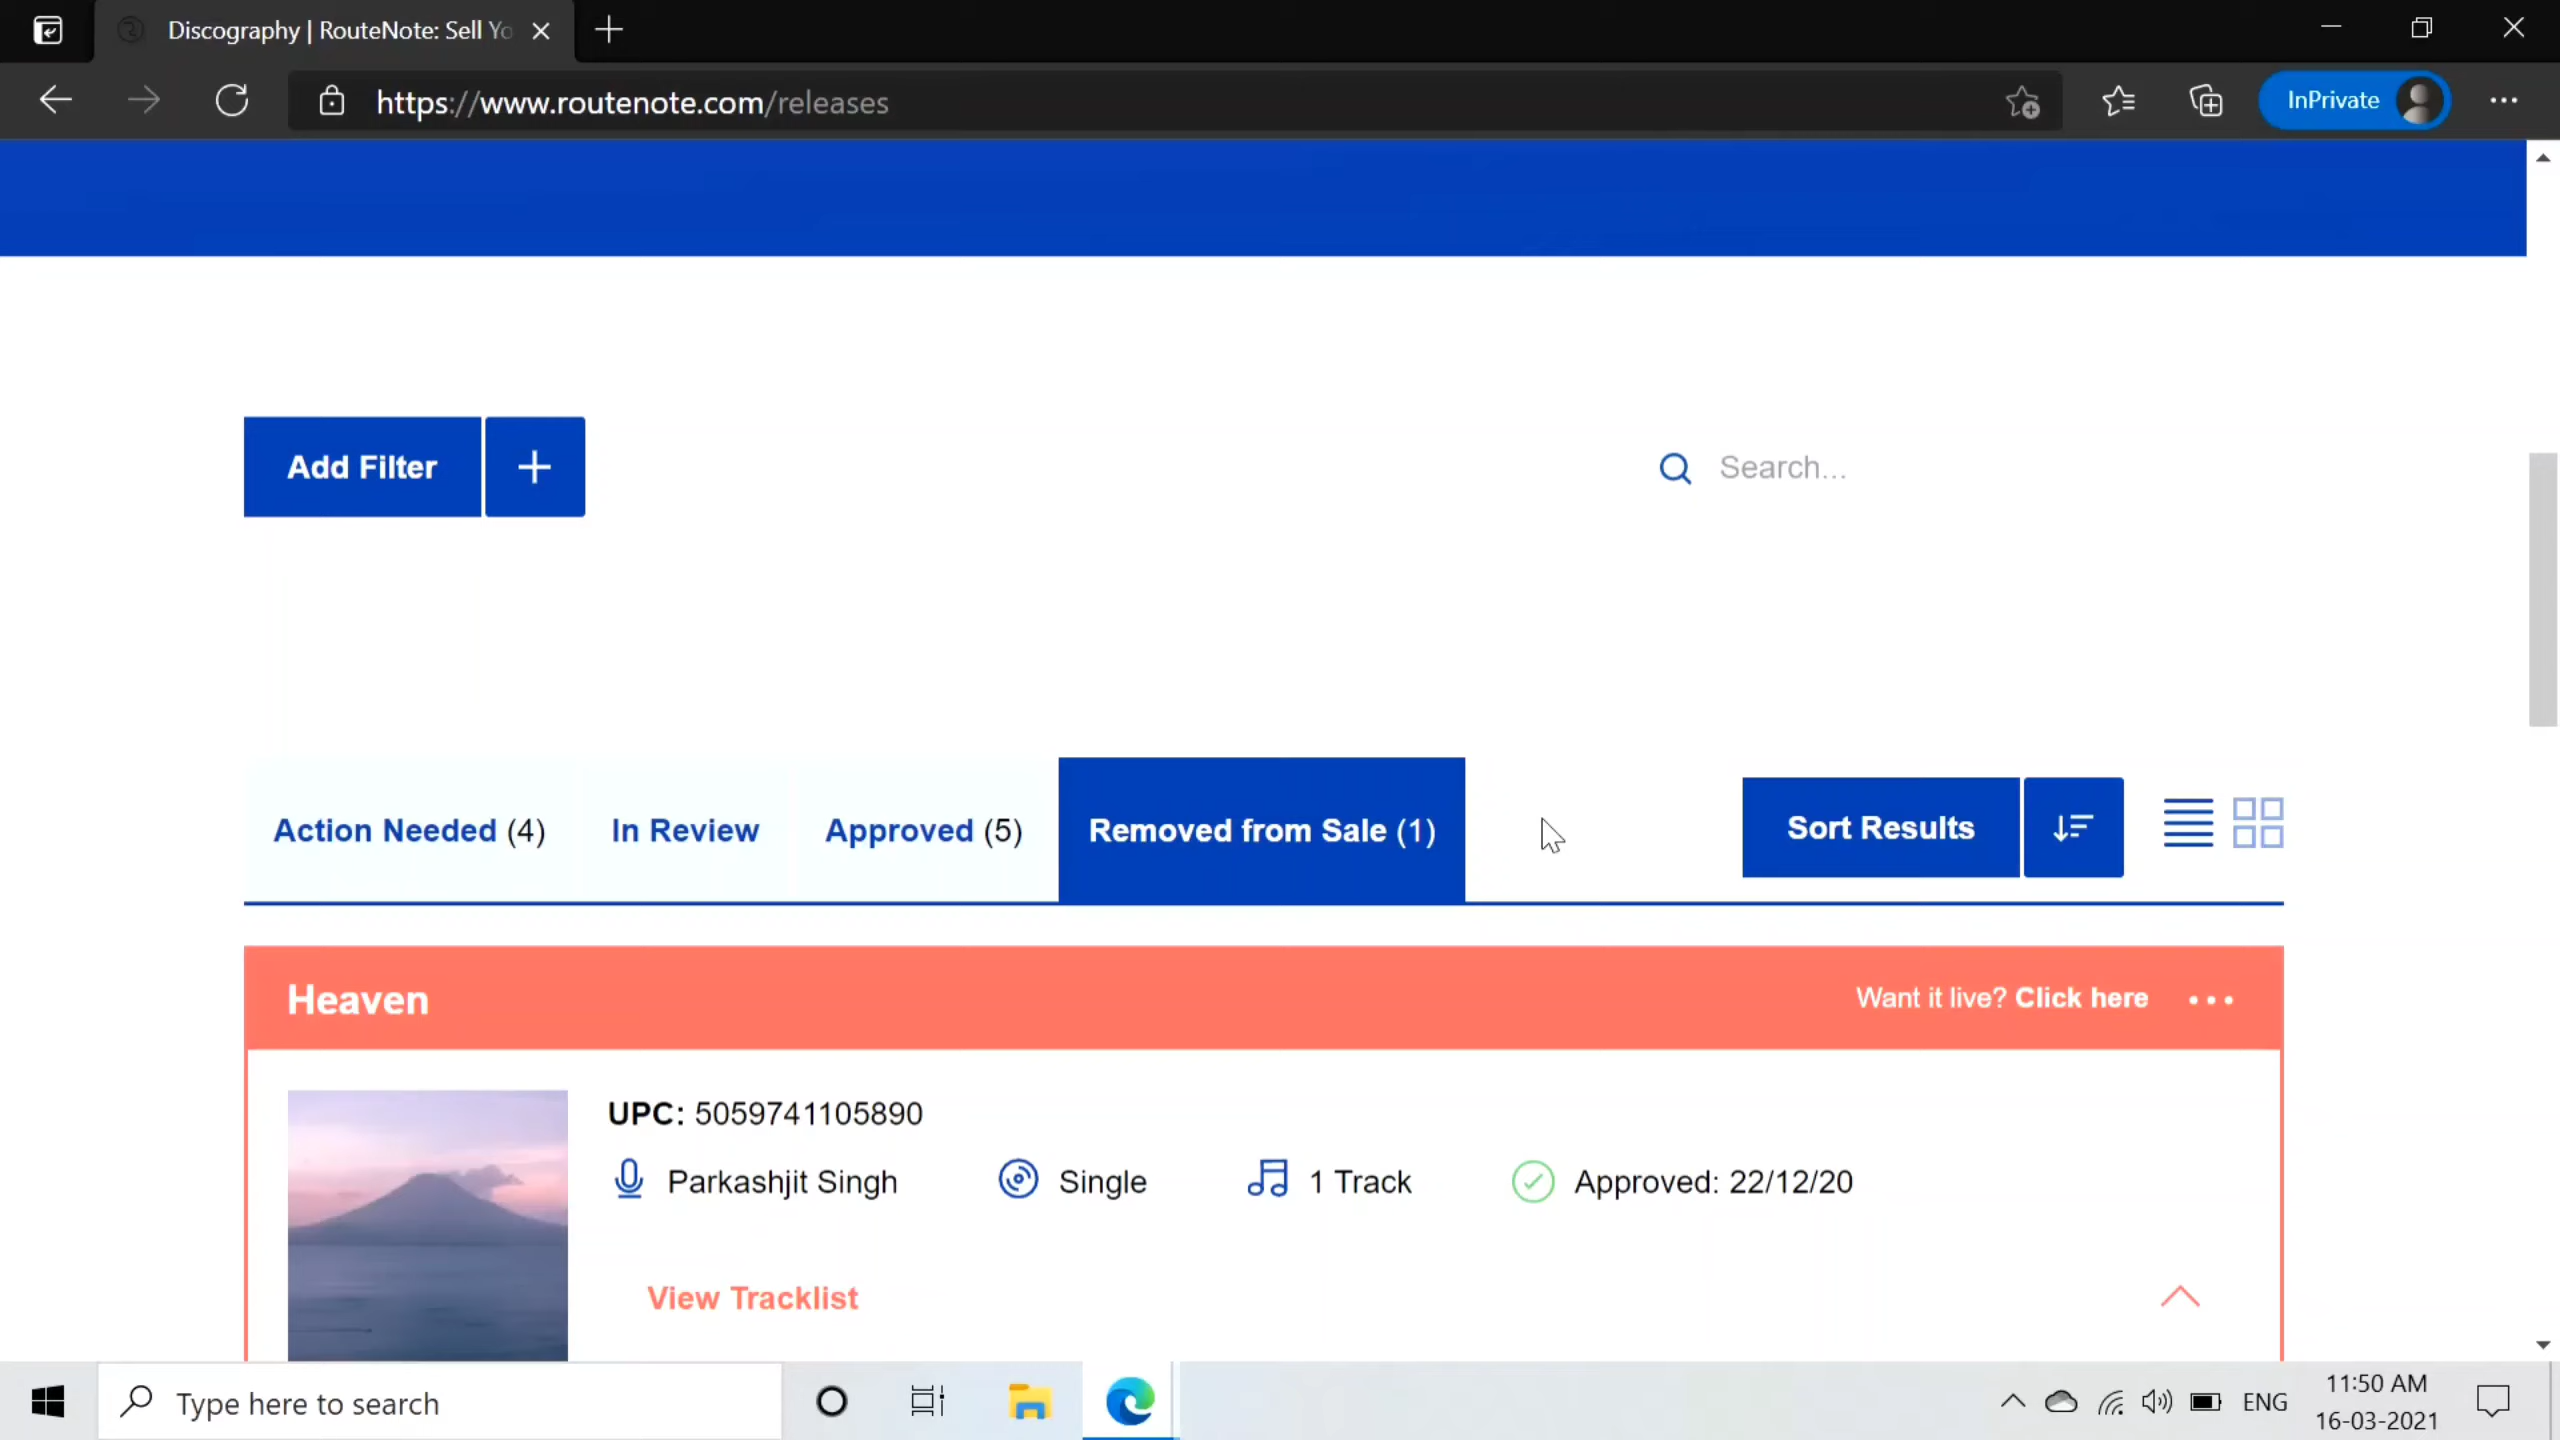 Discography | RouteNote: Sell Yo
https://www.routenote.com/releases
InPrivate
Add Filter
Search...
Action Needed (4)
In Review
Approved (5)
Removed from Sale (1)
Sort Results
Heaven
Want it live? Click here
UPC: 5059741105890
Parkashjit Singh
Single
1 Track
Approved: 22/12/20
View Tracklist
Type here to search
ENG
11:50 AM
16-03-2021